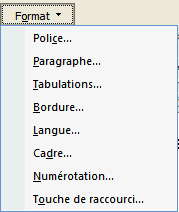 Format
Police...
Paragraphe...
Tabulations...
Bordure...
Langue...
Cadre...
Numérotation...
Touche de raccourci...